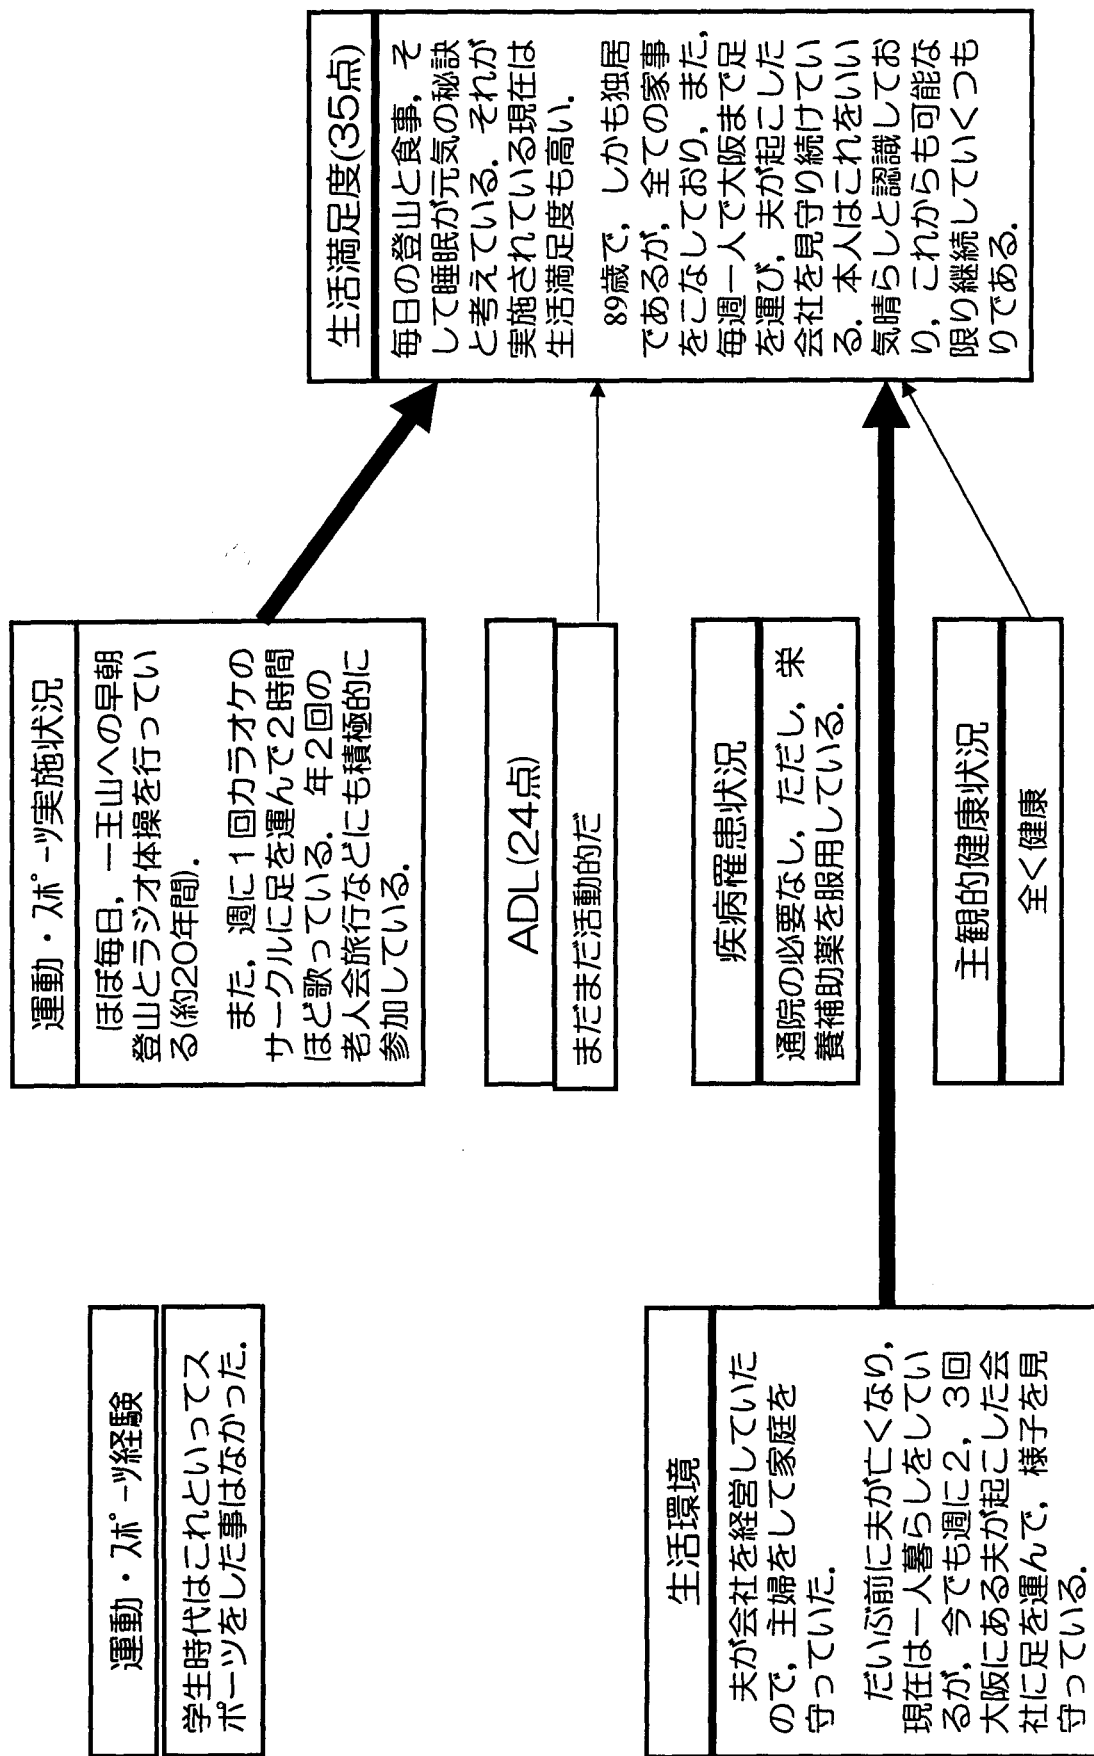 運動・スポーツ経験
学生時代はこれといってス
ポーツをした事はなかった.
生活環境
夫が会社を経営していた
ので，主婦をして家庭を
守っていた.
だいぶ前に夫が亡くなり,
現在は一人暮らしをしてい
るが，今でも週に２，３回
大阪にある夫が起こした会
社に足を運んで，様子を見
守っている.
運動・スポーツ実施状況
ほぼ毎日，一王山への早朝
登山とラジオ体操を行ってい
る(約20年間).
また，週に１回カラオケの
サークルに足を運んで２時間
ほど歌っている．年２回の
老人会旅行などにも積極的に
参加している.
ADL(24点)
まだまだ活動的だ
疾病罹患状況
通院の必要なし，ただし，栄
養補助薬を服用している.
主観的健康状況
全く健康
生活満足度(35点)
毎日の登山と食事，そ
して睡眠が元気の秘訣
と考えている．それが
実施されている現在は
生活満足度も高い.
89歳で，しかも独居
であるが，全ての家事
をこなしており，また,
毎週一人で大阪まで足
を運び，夫が起こした
会社を見守り続けてい
る．本人はこれをいい
気晴らしと認識してお
り，これからも可能な
限り継続していくつも
りである.